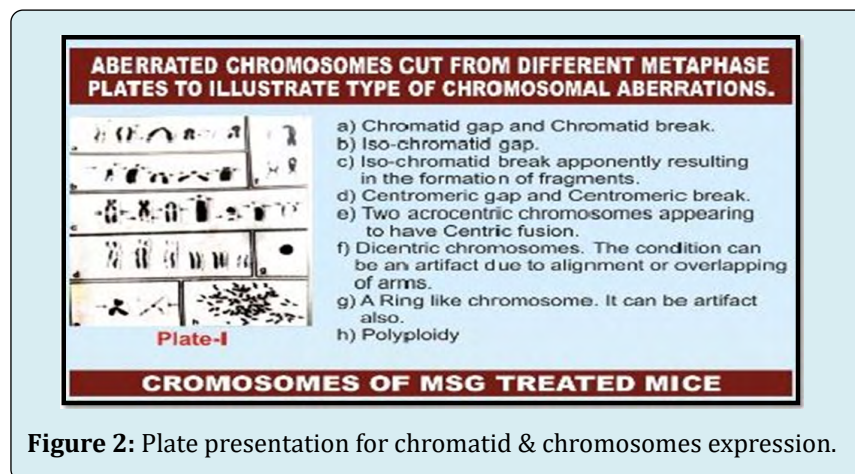 ABERRATED CHROMOSOMES CUT FROM DIFFERENT METAPHASE
PLATES TO ILLUSTRATE TYPE OF CHROMOSOMAL ABERRATIONS.
a) Chromatid gap and Chromatid break.
b) Iso-chromatid gap.
c) Iso-chromatid break apponently resulting
in the formation of fragments.
d) Centromeric gap and Centromeric break.
e) Two acrocentric chromosomes appearing
to have Centric fusion.
f) Dicentric chromosomes. The condition can
be an artifact due to alignment or overlapping
of arms.
g) A Ring like chromosome. It can be artifact
also.
h) Polyploidy
Plate-I
CROMOSOMES OF MSG TREATED MICE
Figure 2: Plate presentation for chromatid & chromosomes expression.